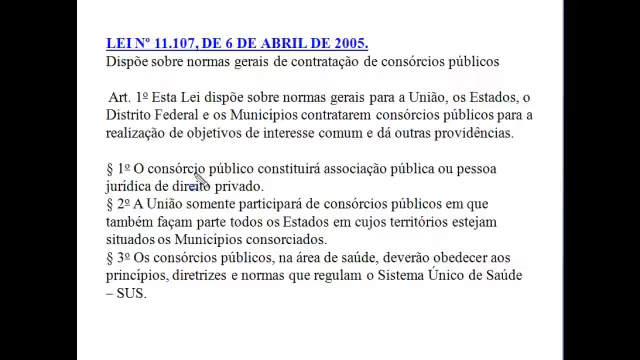 LEI Nº 11.107, DE 6 DE ABRIL DE 2005.
Dispõe sobre normas gerais de contratação de consórcios públicos
Art. 1º Esta Lei dispõe sobre normas gerais para a União, os Estados, o
Distrito Federal e os Municípios contratarem consórcios públicos para a
realização de objetivos de interesse comum e dá outras providências.
§ 1º O consórcio público constituirá associação pública ou pessoa
jurídica de direito privado.
§ 2º A União somente participará de consórcios públicos em que
também façam parte todos os Estados em cujos territórios estejam
situados os Municípios consorciados.
§ 3º Os consórcios públicos, na área de saúde, deverão obedecer aos
princípios, diretrizes e normas que regulam o Sistema Único de Saúde
– SUS.